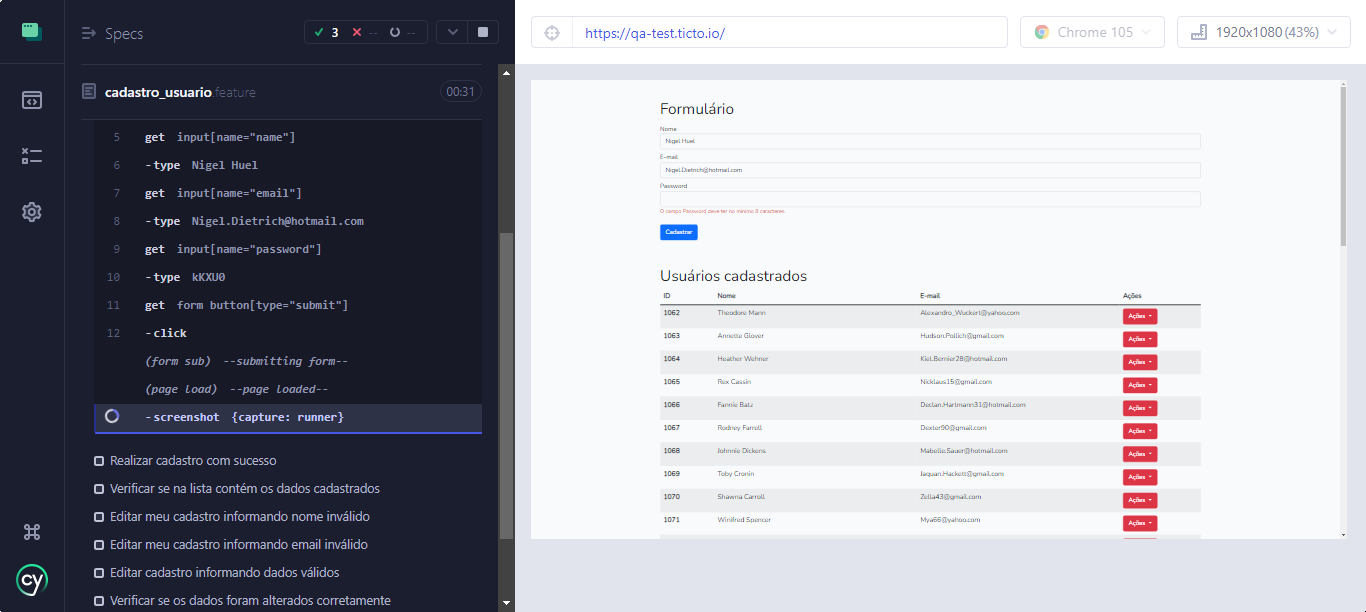 Specs
3 -- --
cadastro_usuario.feature 00:31
5 get input[name="name"]
6 -type Nigel Huel
7 get input[name="email"]
8 -type Nigel.Dietrich@hotmail.com
9 get input[name="password"]
10 -type kKXU0
11 get form button[type="submit"]
12 -click
(form sub) --submitting form--
(page load) --page loaded--
-screenshot {capture: runner}
Realizar cadastro com sucesso
Verificar se na lista contém os dados cadastrados
Editar meu cadastro informando nome inválido
Editar meu cadastro informando email inválido
Editar cadastro informando dados válidos
Verificar se os dados foram alterados corretamente
cy
https://qa-test.ticto.io/ Chrome 105 1920x1080 (43%)
Formulário
Nome
Nigel Huel
E-mail
Nigel.Dietrich@hotmail.com
Password
O campo Password deve ter no mínimo 8 caracteres
Cadastrar
Usuários cadastrados
ID Nome E-mail Ações
1062 Theodore Mann Alexandro_Wuckert@yahoo.com Ações
1063 Annette Glover Hudson.Pollich@gmail.com Ações
1064 Heather Wehner Kiel.Bernier28@hotmail.com Ações
1065 Rex Cassin Nicklaus15@gmail.com Ações
1066 Fannie Batz Declan.Hartmann31@hotmail.com Ações
1067 Rodney Farrell Dexter90@gmail.com Ações
1068 Johnnie Dickens Mabelle.Sauer@hotmail.com Ações
1069 Toby Cronin Jaquan.Hackett@gmail.com Ações
1070 Shawna Carroll Zella43@gmail.com Ações
1071 Winifred Spencer Mya66@yahoo.com Ações